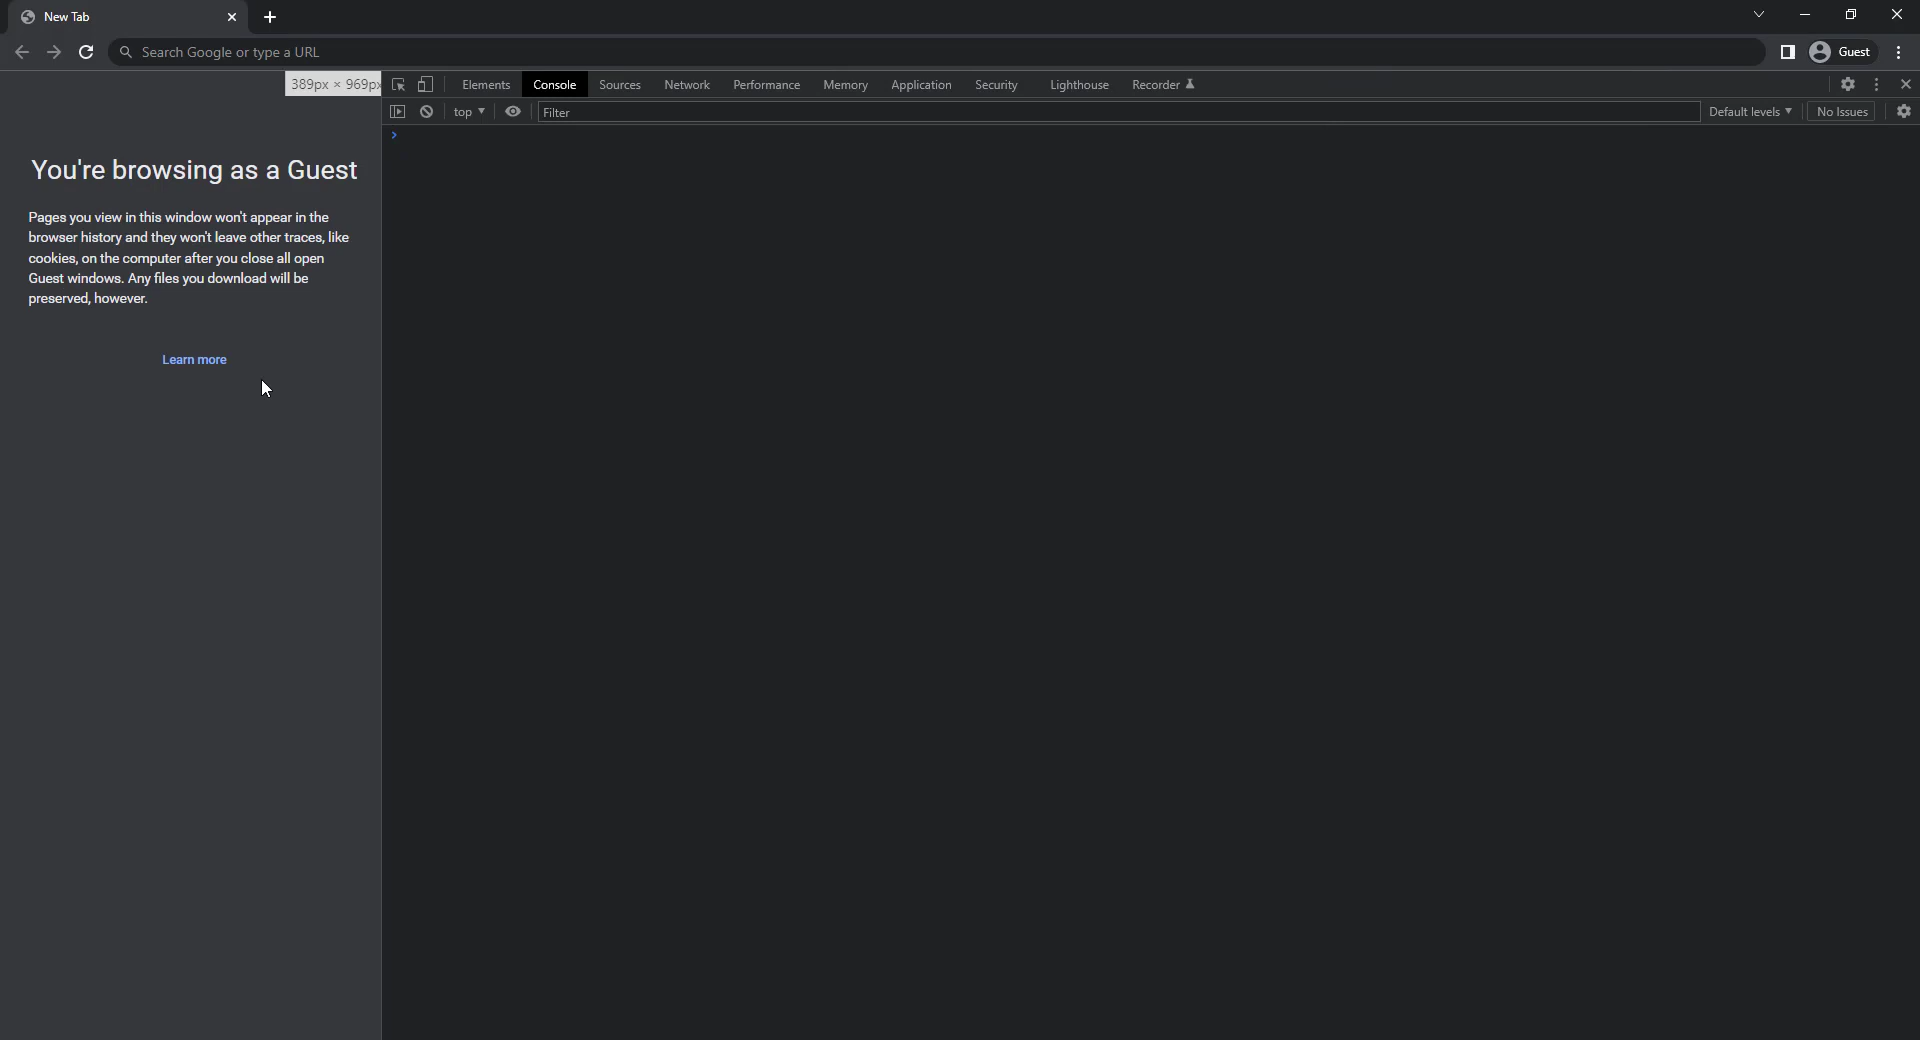 New Tab
Search Google or type a URL
Guest
389px × 969px
Elements
Console
Sources
Network
Performance
Memory
Application
Security
Lighthouse
Recorder
top
Filter
Default levels
No Issues
You're browsing as a Guest
Pages you view in this window won't appear in the
browser history and they won't leave other traces, like
cookies, on the computer after you close all open
Guest windows. Any files you download will be
preserved, however.
Learn more